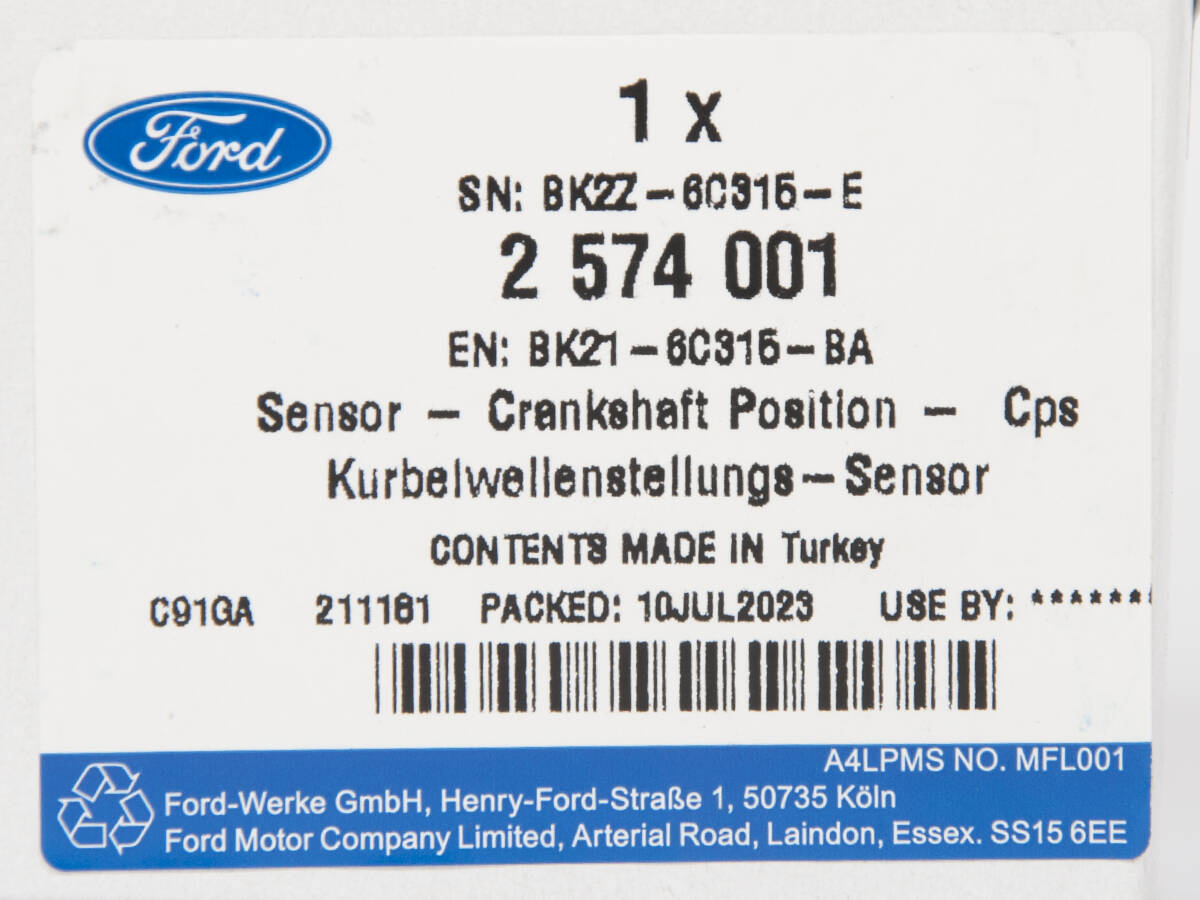 Ford
1 x
SN: BK2Z-6C315-E
2 574 001
EN: BK21-6C315-BA
Sensor - Crankshaft Position - Cps
Kurbelwellenstellungs-Sensor
CONTENTS MADE IN Turkey
C91GA 211181 PACKED: 10JUL2023 USE BY: *******
A4LPMS NO. MFL001
Ford-Werke GmbH, Henry-Ford-Straße 1, 50735 Köln
Ford Motor Company Limited, Arterial Road, Laindon, Essex. SS15 6EE